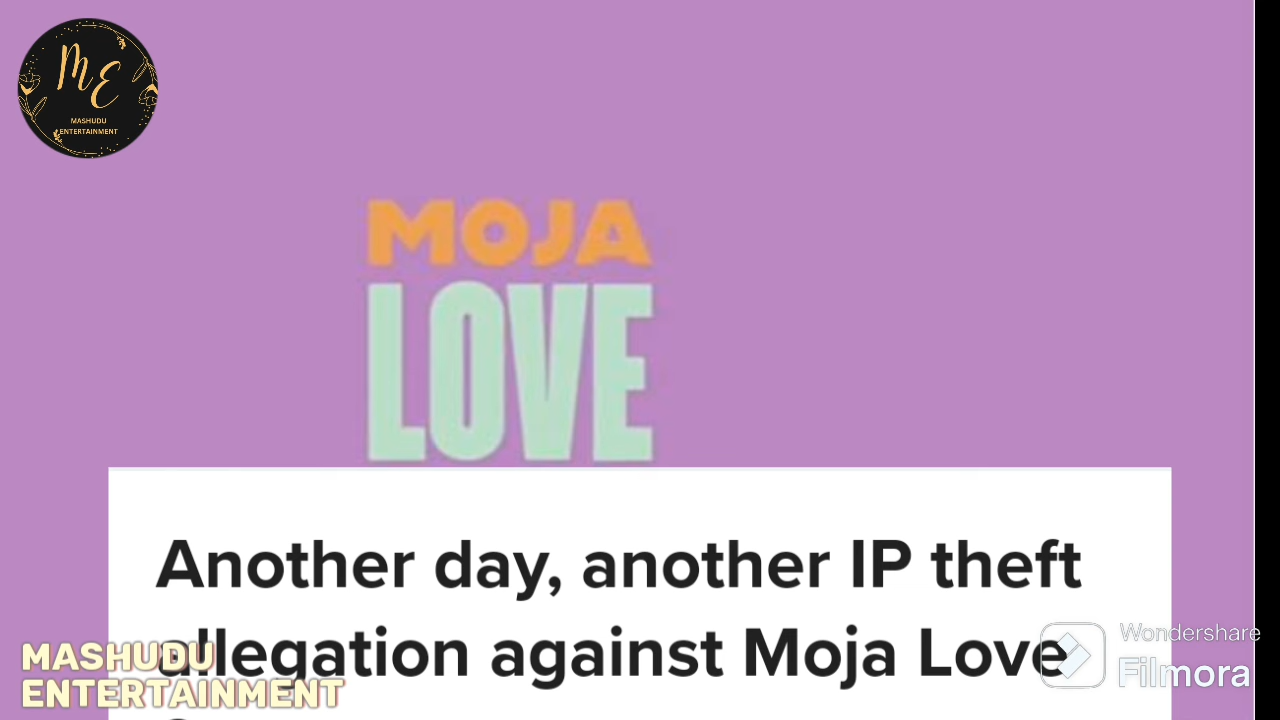 ME
MASHUDU
ENTERTAINMENT
MOJA
LOVE
Another day, another IP theft
allegation against Moja Love
MASHUDU
ENTERTAINMENT
Wondershare
Filmora